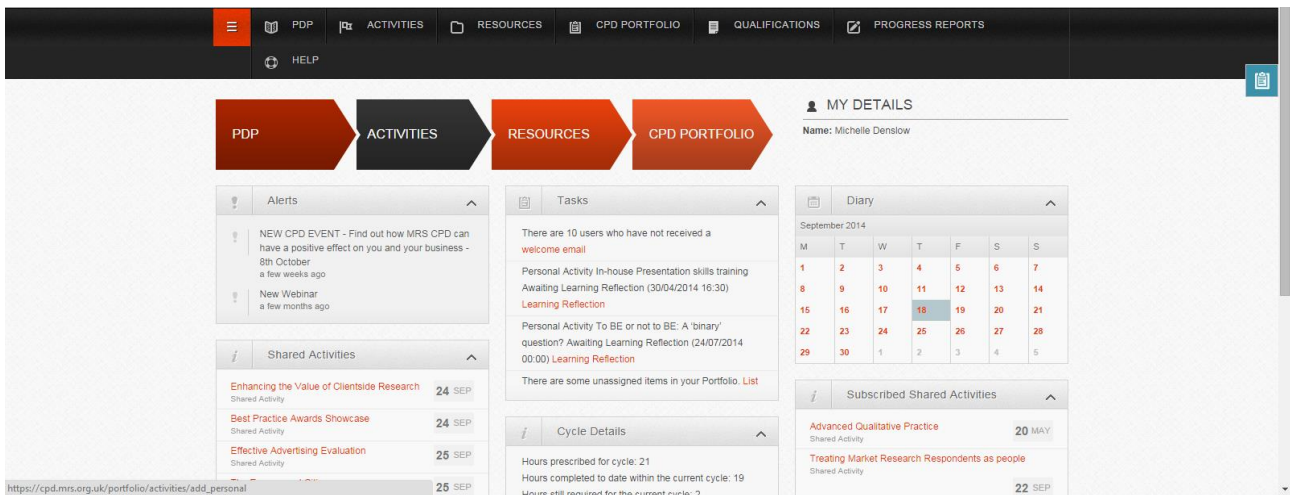 PDP
ACTIVITIES
RESOURCES
CPD PORTFOLIO
QUALIFICATIONS
PROGRESS REPORTS
HELP
PDP
ACTIVITIES
RESOURCES
CPD PORTFOLIO
MY DETAILS
Name: Michelle Denslow
Alerts
NEW CPD EVENT - Find out how MRS CPD can
have a positive effect on you and your business -
8th October
a few weeks ago
New Webinar
a few months ago
Shared Activities
Enhancing the Value of Clientside Research 24 SEP
Shared Activity
Best Practice Awards Showcase 24 SEP
Shared Activity
Effective Advertising Evaluation 25 SEP
Shared Activity
25 SEP
Tasks
There are 10 users who have not received a
welcome email
Personal Activity In-house Presentation skills training
Awaiting Learning Reflection (30/04/2014 16:30)
Learning Reflection
Personal Activity To BE or not to BE: A 'binary'
question? Awaiting Learning Reflection (24/07/2014
00:00) Learning Reflection
There are some unassigned items in your Portfolio. List
Cycle Details
Hours prescribed for cycle: 21
Hours completed to date within the current cycle: 19
Hours still required for the current cycle: 2
Diary
September 2014
M T W T F S S
1 2 3 4 5 6 7
8 9 10 11 12 13 14
15 16 17 18 19 20 21
22 23 24 25 26 27 28
29 30 1 2 3 4 5
Subscribed Shared Activities
Advanced Qualitative Practice 20 MAY
Shared Activity
Treating Market Research Respondents as people
Shared Activity
22 SEP
https://cpd.mrs.org.uk/portfolio/activities/add_personal